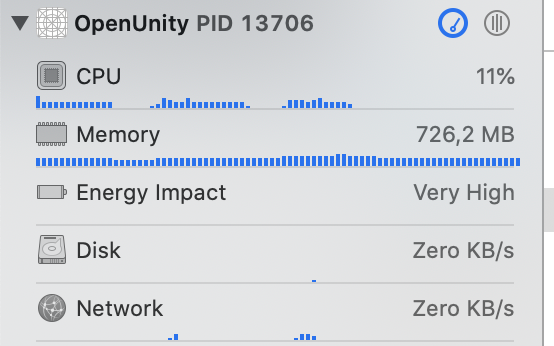 OpenUnity PID 13706
CPU 11%
Memory 726,2 MB
Energy Impact Very High
Disk Zero KB/s
Network Zero KB/s